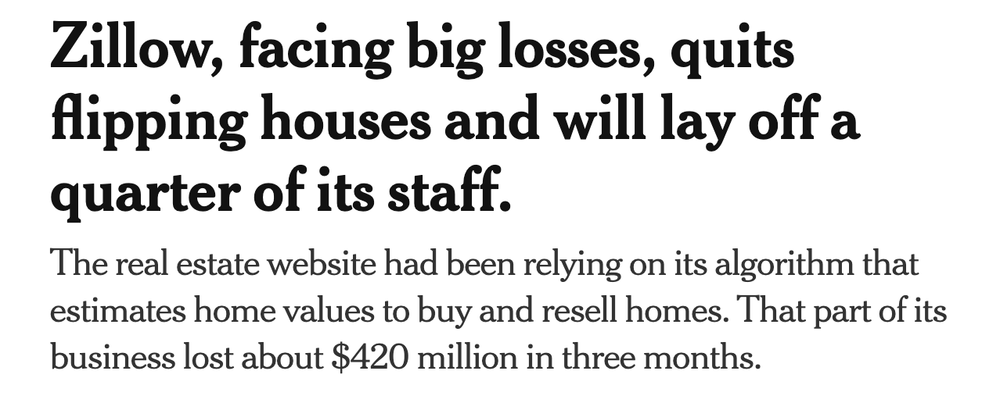 Zillow, facing big losses, quits
flipping houses and will lay off a
quarter of its staff.
The real estate website had been relying on its algorithm that
estimates home values to buy and resell homes. That part of its
business lost about $420 million in three months.